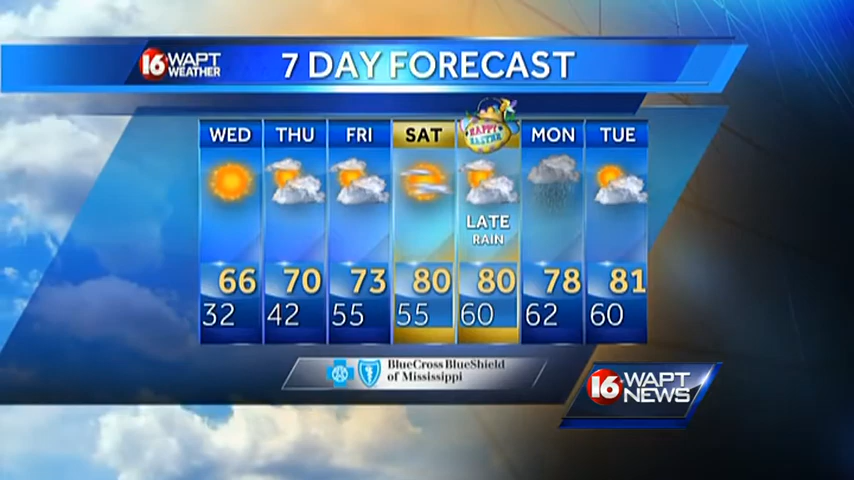 16 WAPT WEATHER
7 DAY FORECAST
WED THU FRI SAT HAPPY EASTER MON TUE
LATE
RAIN
66 70 73 80 80 78 81
32 42 55 55 60 62 60
BlueCross BlueShield
of Mississippi
16 WAPT
NEWS